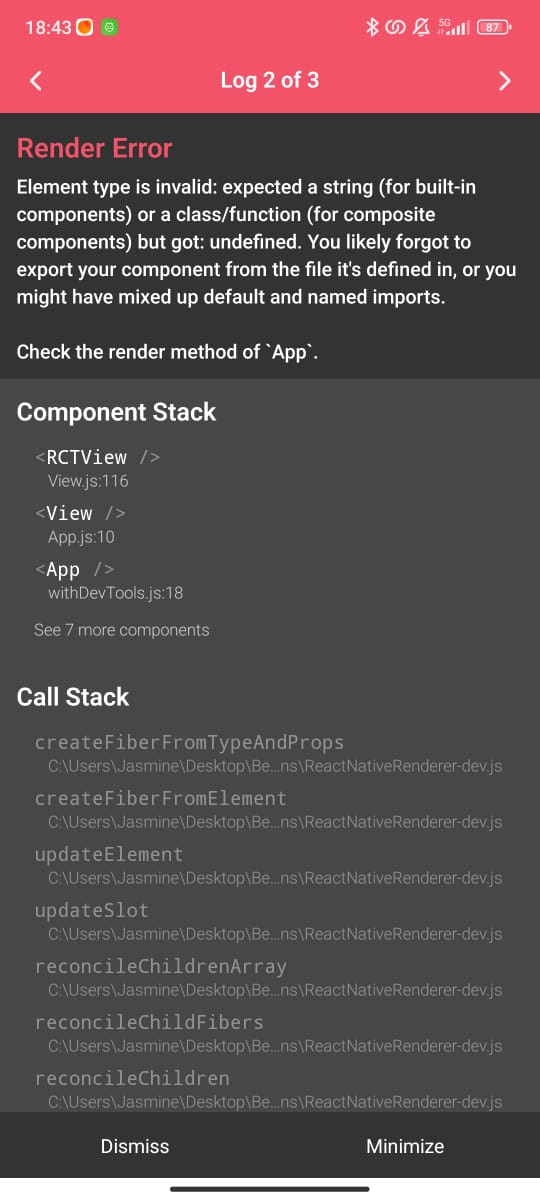 18:43
5G
87
Log 2 of 3
Render Error
Element type is invalid: expected a string (for built-in
components) or a class/function (for composite
components) but got: undefined. You likely forgot to
export your component from the file it's defined in, or you
might have mixed up default and named imports.
Check the render method of `App`.
Component Stack
<RCTView />
View.js:116
<View />
App.js:10
<App />
withDevTools.js:18
See 7 more components
Call Stack
createFiberFromTypeAndProps
C:\Users\Jasmine\Desktop\Be...ns\ReactNativeRenderer-dev.js
createFiberFromElement
C:\Users\Jasmine\Desktop\Be...ns\ReactNativeRenderer-dev.js
updateElement
C:\Users\Jasmine\Desktop\Be...ns\ReactNativeRenderer-dev.js
updateSlot
C:\Users\Jasmine\Desktop\Be...ns\ReactNativeRenderer-dev.js
reconcileChildrenArray
C:\Users\Jasmine\Desktop\Be...ns\ReactNativeRenderer-dev.js
reconcileChildFibers
C:\Users\Jasmine\Desktop\Be...ns\ReactNativeRenderer-dev.js
reconcileChildren
C:\Users\Jasmine\Desktop\Be...ns\ReactNativeRenderer-dev.js
Dismiss
Minimize